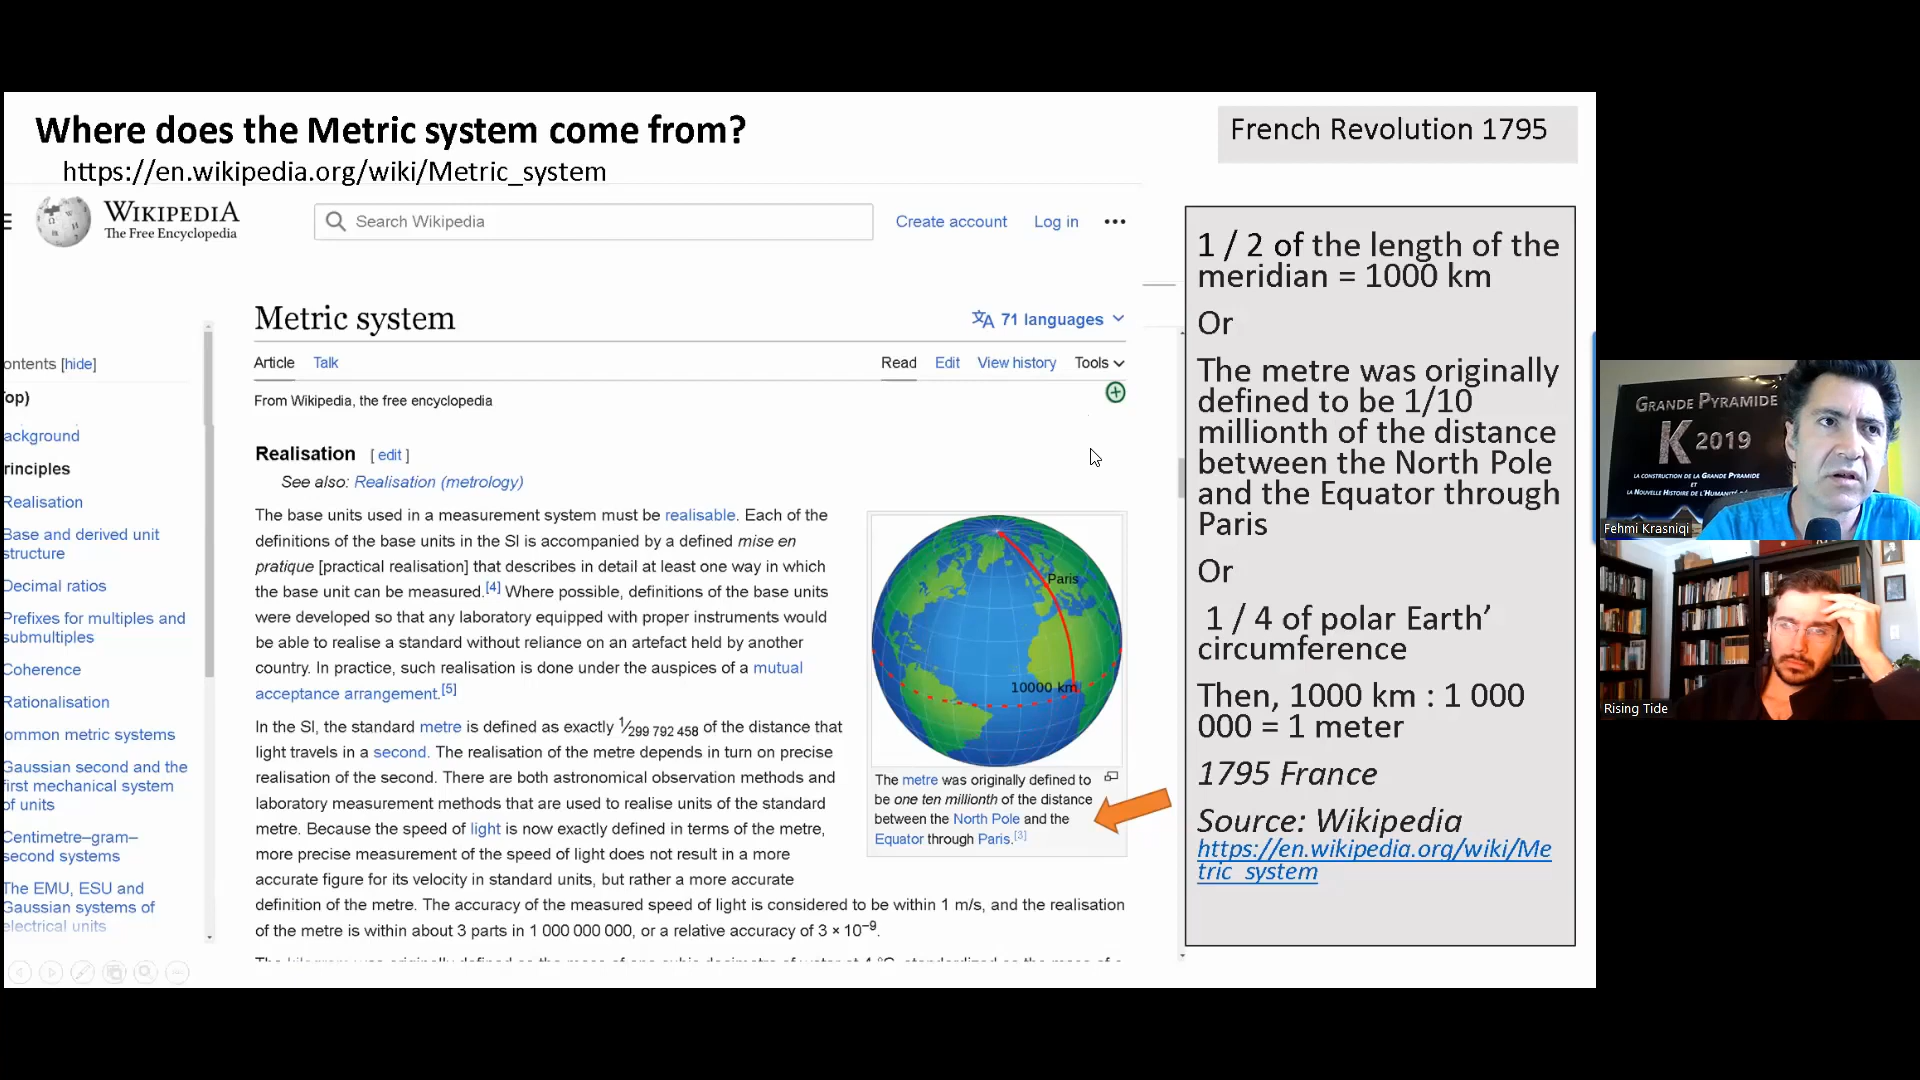 Where does the Metric system come from?
https://en.wikipedia.org/wiki/Metric_system
French Revolution 1795
WIKIPEDIA
The Free Encyclopedia
Search Wikipedia
Create account
Log in
Metric system
71 languages
Article Talk
Read Edit View history Tools
From Wikipedia, the free encyclopedia
ontents [hide]
op)
ackground
rinciples
Realisation
Base and derived unit
structure
Decimal ratios
Prefixes for multiples and
submultiples
Coherence
Rationalisation
ommon metric systems
Gaussian second and the
first mechanical system
of units
Centimetre–gram–
second systems
The EMU, ESU and
Gaussian systems of
electrical units
Realisation [ edit ]
See also: Realisation (metrology)
The base units used in a measurement system must be realisable. Each of the
definitions of the base units in the SI is accompanied by a defined mise en
pratique [practical realisation] that describes in detail at least one way in which
the base unit can be measured.[4] Where possible, definitions of the base units
were developed so that any laboratory equipped with proper instruments would
be able to realise a standard without reliance on an artefact held by another
country. In practice, such realisation is done under the auspices of a mutual
acceptance arrangement.[5]
In the SI, the standard metre is defined as exactly 1/299 792 458 of the distance that
light travels in a second. The realisation of the metre depends in turn on precise
realisation of the second. There are both astronomical observation methods and
laboratory measurement methods that are used to realise units of the standard
metre. Because the speed of light is now exactly defined in terms of the metre,
more precise measurement of the speed of light does not result in a more
accurate figure for its velocity in standard units, but rather a more accurate
definition of the metre. The accuracy of the measured speed of light is considered to be within 1 m/s, and the realisation
of the metre is within about 3 parts in 1 000 000 000, or a relative accuracy of 3 × 10−9.
Paris
10000 km
The metre was originally defined to
be one ten millionth of the distance
between the North Pole and the
Equator through Paris.[3]
1 / 2 of the length of the
meridian = 1000 km
Or
The metre was originally
defined to be 1/10
millionth of the distance
between the North Pole
and the Equator through
Paris
Or
1 / 4 of polar Earth’
circumference
Then, 1000 km : 1 000
000 = 1 meter
1795 France
Source: Wikipedia
https://en.wikipedia.org/wiki/Me
tric_system
GRANDE PYRAMIDE
K 2019
LA CONSTRUCTION DE LA GRANDE PYRAMIDE
ET
LA NOUVELLE HISTOIRE DE L'HUMANITÉ
Fehmi Krasniqi
Rising Tide